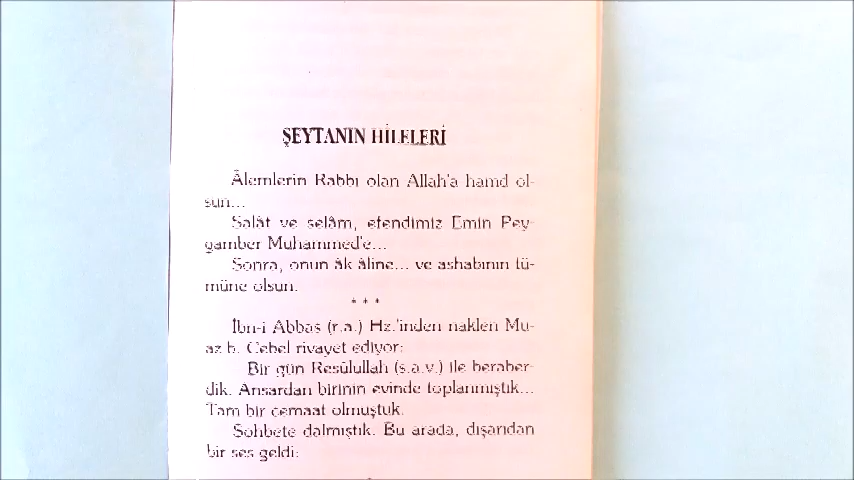 ŞEYTANIN HİLELERİ
Âlemlerin Rabbı olan Allah'a hamd ol-
sun...
Salât ve selâm, efendimiz Emin Pey-
gamber Muhammed'e...
Sonra, onun âk âline... ve ashabının tü-
müne olsun.
* * *
İbn-i Abbas (r.a.) Hz.'inden naklen Mu-
az b. Cebel rivayet ediyor:
Bir gün Resûlullah (s.a.v.) ile beraber-
dik. Ansardan birinin evinde toplanmıştık...
Tam bir cemaat olmuştuk.
Sohbete dalmıştık. Bu arada, dışarıdan
bir ses geldi: